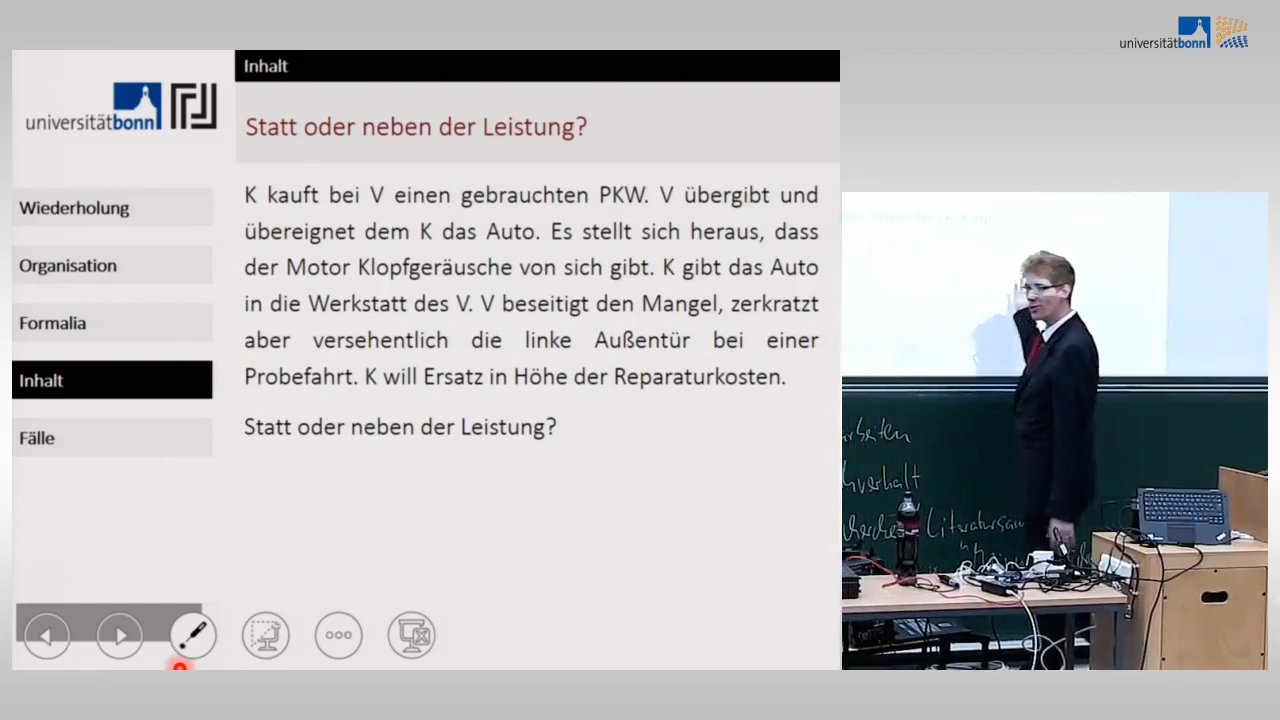 universitätbonn
Inhalt
universitätbonn
Statt oder neben der Leistung?
Wiederholung
Organisation
Formalia
Inhalt
Fälle
K kauft bei V einen gebrauchten PKW. V übergibt und
übereignet dem K das Auto. Es stellt sich heraus, dass
der Motor Klopfgeräusche von sich gibt. K gibt das Auto
in die Werkstatt des V. V beseitigt den Mangel, zerkratzt
aber versehentlich die linke Außentür bei einer
Probefahrt. K will Ersatz in Höhe der Reparaturkosten.
Statt oder neben der Leistung?